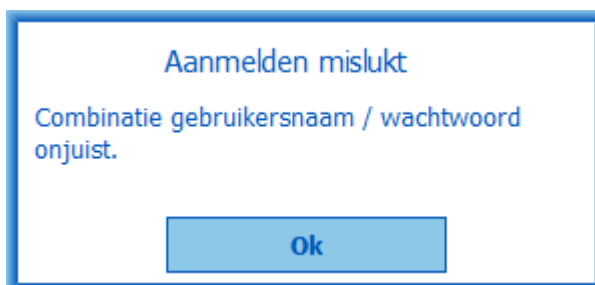 Aanmelden mislukt
Combinatie gebruikersnaam / wachtwoord
onjuist.
Ok